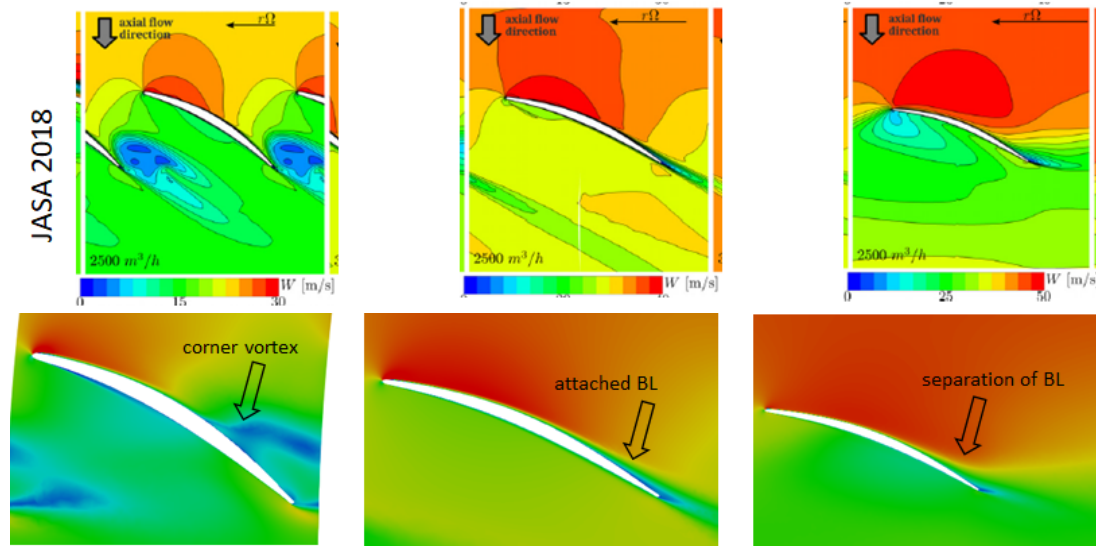 axial flow
direction
rΩ
axial flow
direction
rΩ
axial flow
direction
rΩ
JASA 2018
2500 m³/h
2500 m³/h
2500 m³/h
W [m/s]
0 15 30
W [m/s]
0
W [m/s]
0 25 50
corner vortex
attached BL
separation of BL